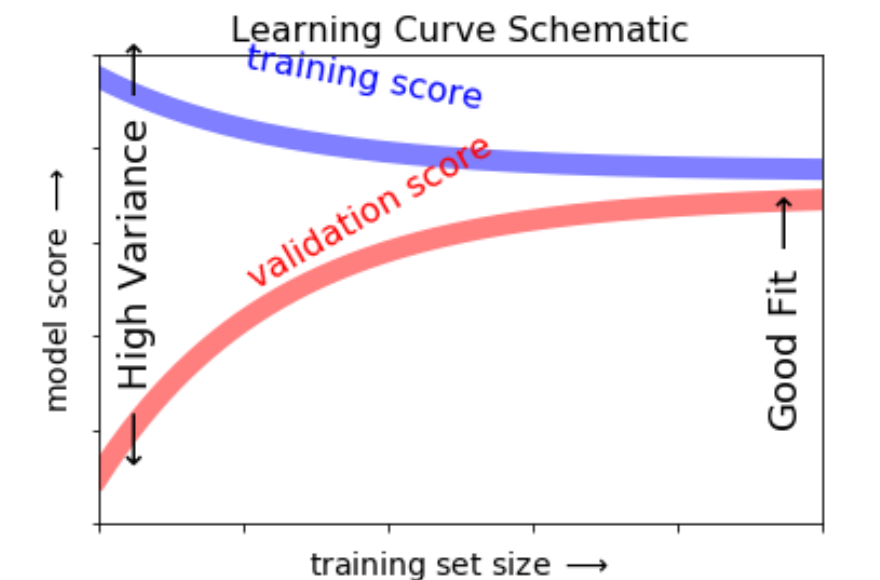 Learning Curve Schematic
training score
validation score
High Variance
Good Fit
model score →
training set size →